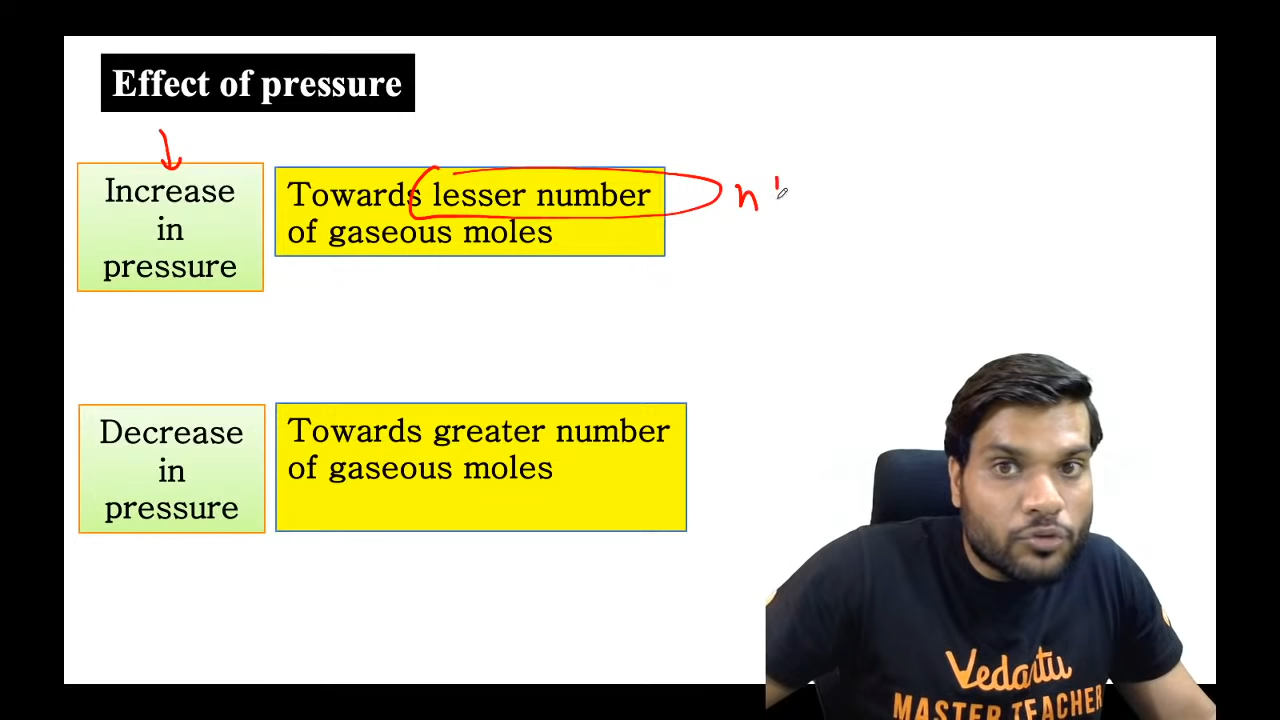 Effect of pressure
Increase
in
pressure
Towards lesser number
of gaseous moles
n
Decrease
in
pressure
Towards greater number
of gaseous moles
Vedantu
MASTER TEACHER